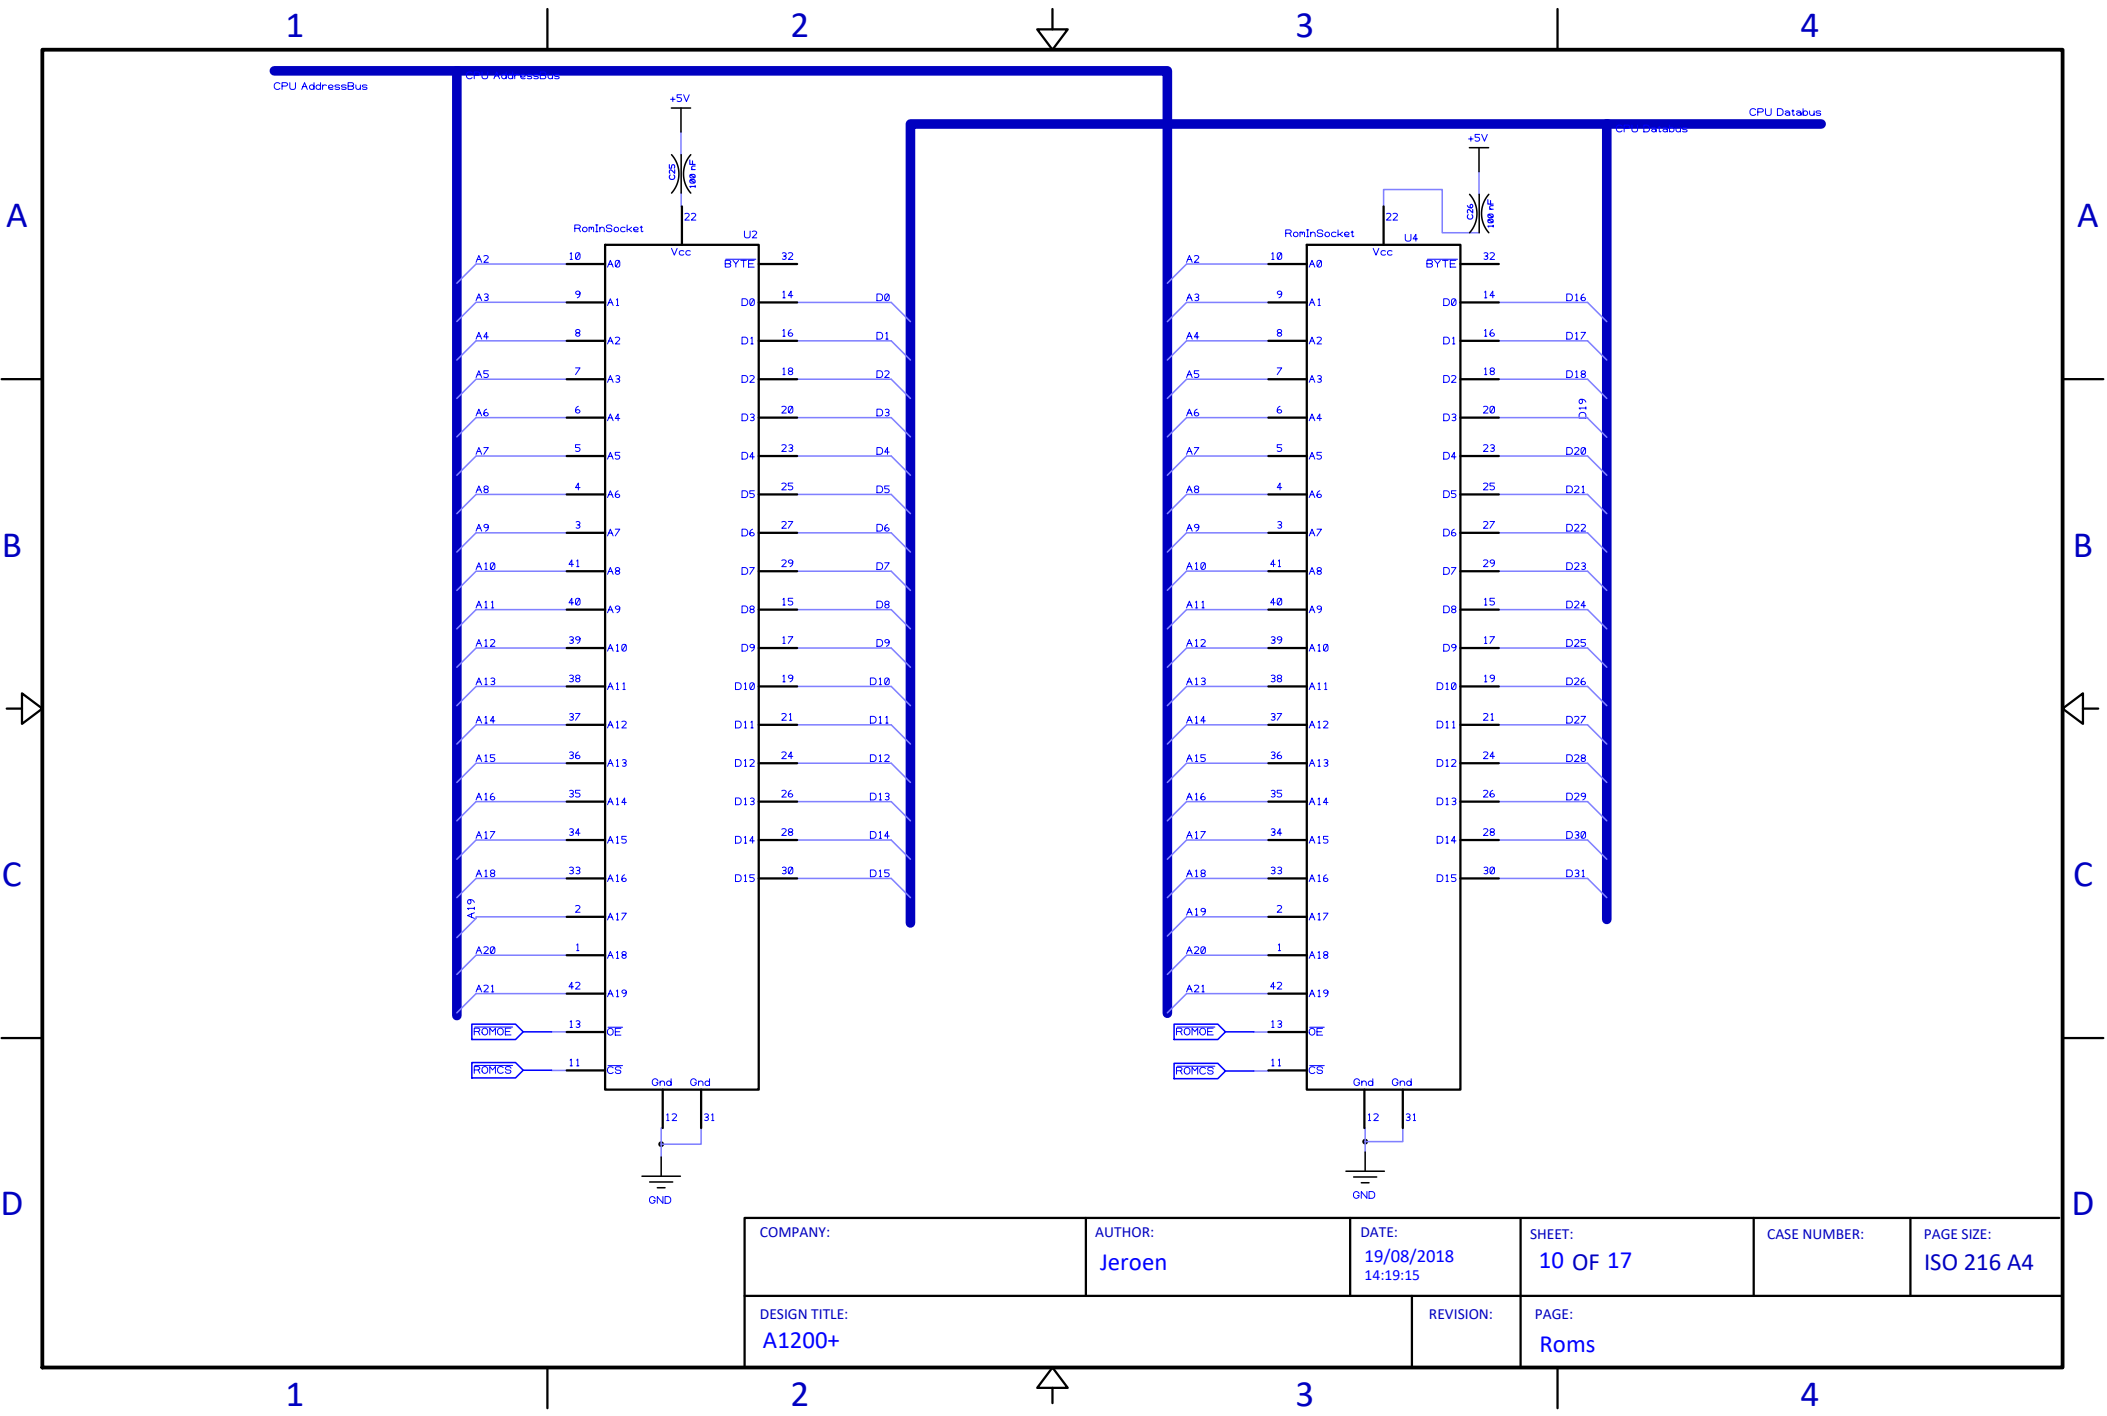 1 2 3 4
CPU AddressBus
CPU AddressBus
CPU Databus
CPU Databus
A A
B B
C C
D D
+5V
C25
100 nF
22
RomInSocket
U2
Vcc
A2 10 A0 BYTE 32
A3 9 A1 D0 14 D0
A4 8 A2 D1 16 D1
A5 7 A3 D2 18 D2
A6 6 A4 D3 20 D3
A7 5 A5 D4 23 D4
A8 4 A6 D5 25 D5
A9 3 A7 D6 27 D6
A10 41 A8 D7 29 D7
A11 40 A9 D8 15 D8
A12 39 A10 D9 17 D9
A13 38 A11 D10 19 D10
A14 37 A12 D11 21 D11
A15 36 A13 D12 24 D12
A16 35 A14 D13 26 D13
A17 34 A15 D14 28 D14
A18 33 A16 D15 30 D15
A19 2 A17
A20 1 A18
A21 42 A19
ROMOE 13 OE
ROMCS 11 CS
Gnd Gnd
12 31
GND
+5V
C26
100 nF
22
RomInSocket
U4
Vcc
A2 10 A0 BYTE 32
A3 9 A1 D0 14 D16
A4 8 A2 D1 16 D17
A5 7 A3 D2 18 D18
A6 6 A4 D3 20 D19
A7 5 A5 D4 23 D20
A8 4 A6 D5 25 D21
A9 3 A7 D6 27 D22
A10 41 A8 D7 29 D23
A11 40 A9 D8 15 D24
A12 39 A10 D9 17 D25
A13 38 A11 D10 19 D26
A14 37 A12 D11 21 D27
A15 36 A13 D12 24 D28
A16 35 A14 D13 26 D29
A17 34 A15 D14 28 D30
A18 33 A16 D15 30 D31
A19 2 A17
A20 1 A18
A21 42 A19
ROMOE 13 OE
ROMCS 11 CS
Gnd Gnd
12 31
GND
COMPANY:
AUTHOR:
Jeroen
DATE:
19/08/2018
14:19:15
SHEET:
10 OF 17
CASE NUMBER:
PAGE SIZE:
ISO 216 A4
DESIGN TITLE:
A1200+
REVISION:
PAGE:
Roms
1 2 3 4